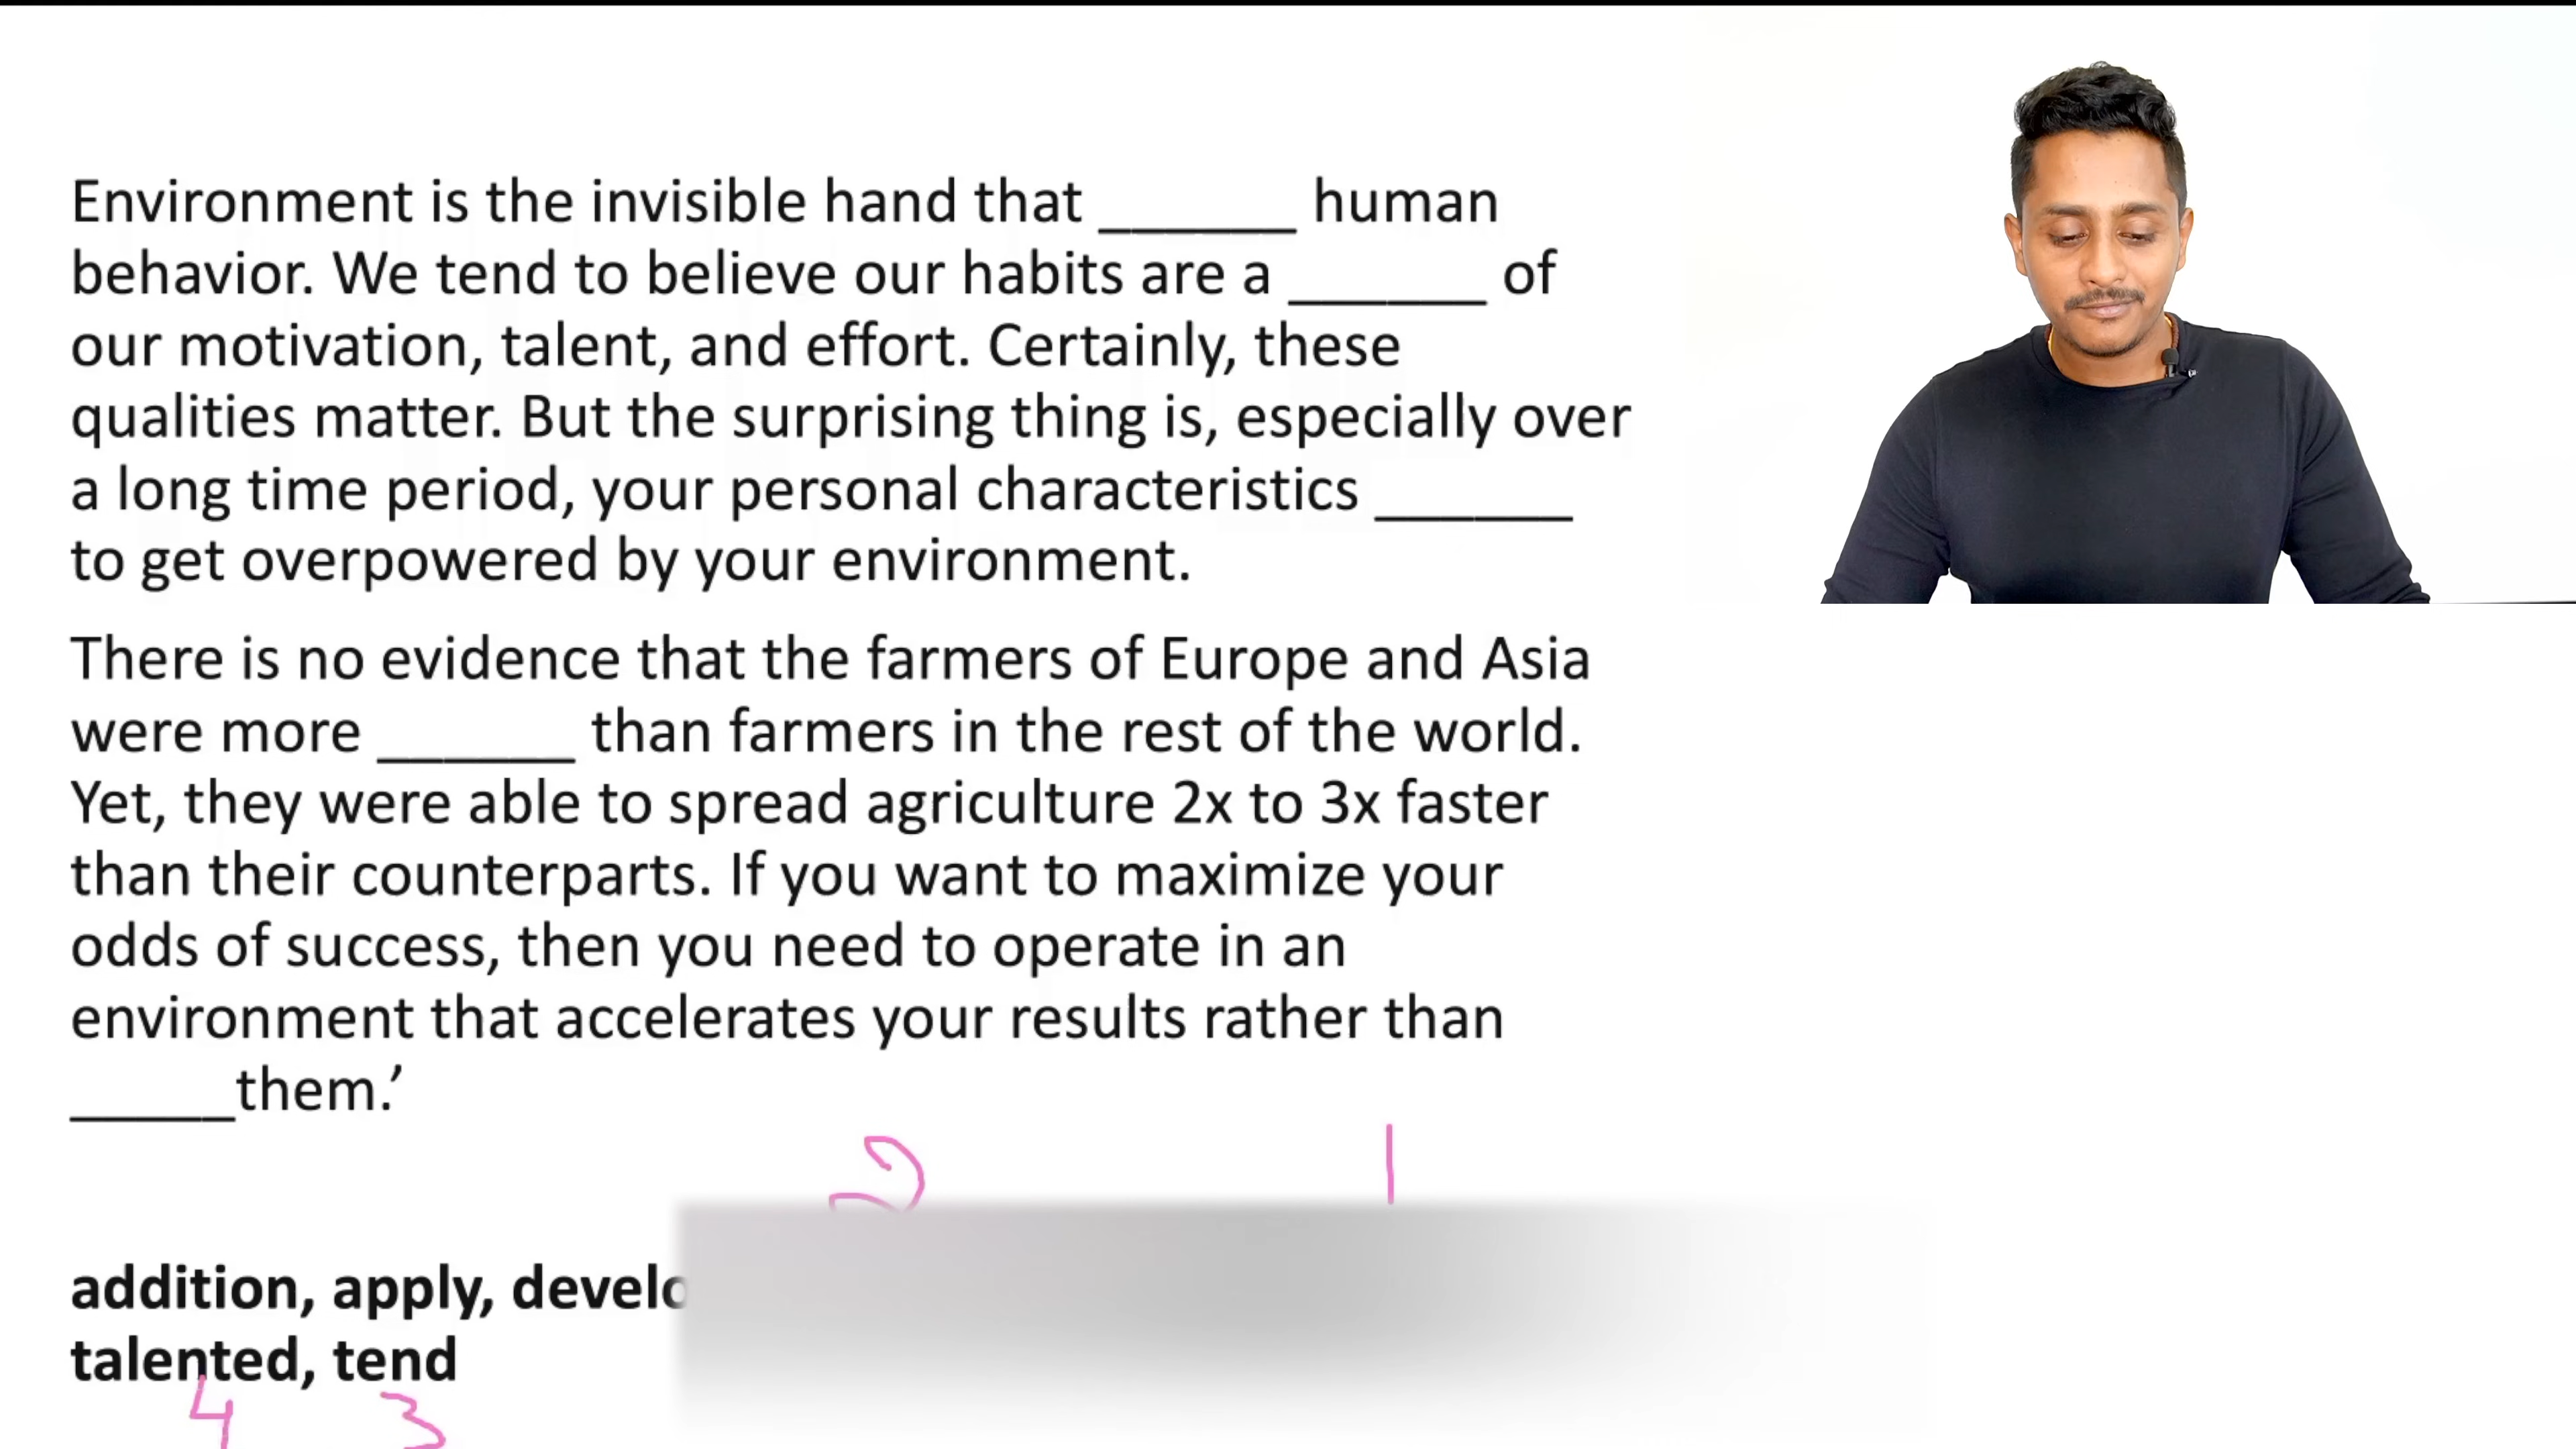 Environment is the invisible hand that ______ human
behavior. We tend to believe our habits are a ______ of
our motivation, talent, and effort. Certainly, these
qualities matter. But the surprising thing is, especially over
a long time period, your personal characteristics ______
to get overpowered by your environment.
There is no evidence that the farmers of Europe and Asia
were more ______ than farmers in the rest of the world.
Yet, they were able to spread agriculture 2x to 3x faster
than their counterparts. If you want to maximize your
odds of success, then you need to operate in an
environment that accelerates your results rather than
_____them.’
2 1
addition, apply,
talented, tend
4 3